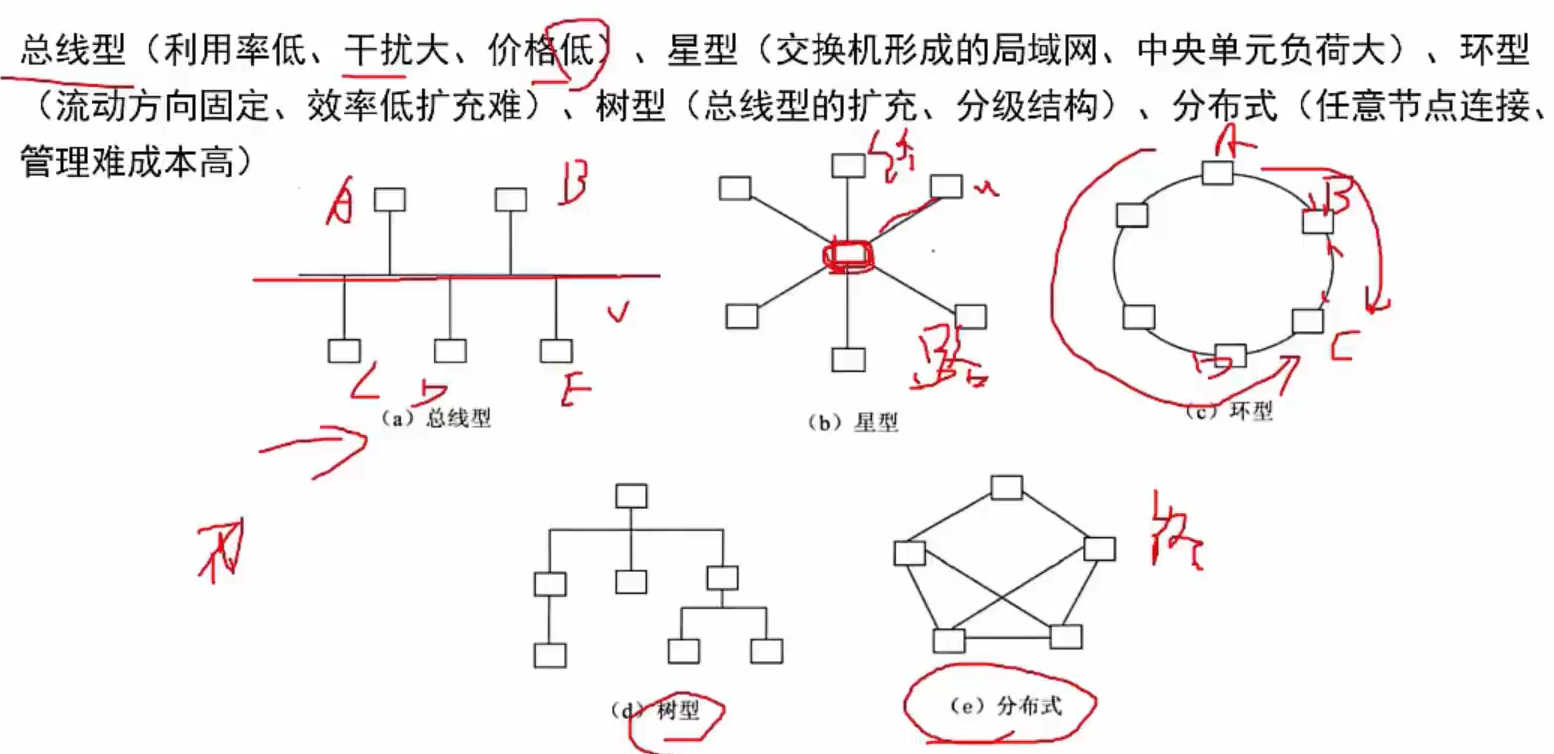 总线型（利用率低、干扰大、价格低）、星型（交换机形成的局域网、中央单元负荷大）、环型
（流动方向固定、效率低扩充难）、树型（总线型的扩充、分级结构）、分布式（任意节点连接、
管理难成本高）
A B
C D E
A
B
C
D
路
（a）总线型 （b）星型 （c）环型
（d）树型 （e）分布式